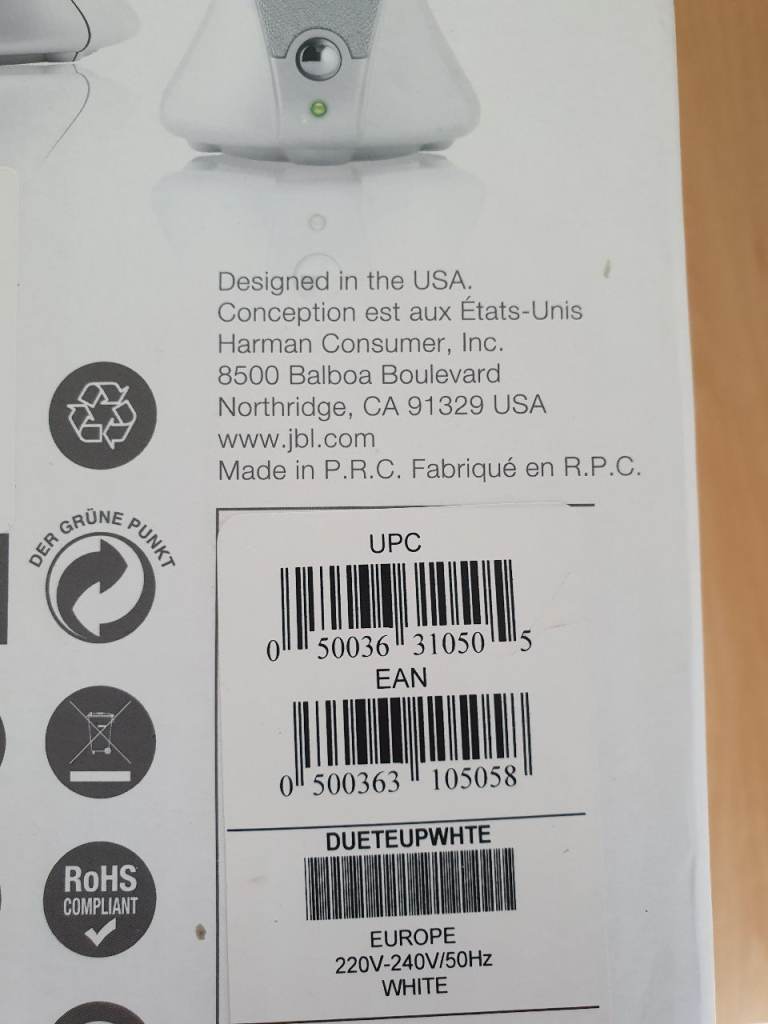 Designed in the USA.
Conception est aux États-Unis
Harman Consumer, Inc.
8500 Balboa Boulevard
Northridge, CA 91329 USA
www.jbl.com
Made in P.R.C. Fabriqué en R.P.C.
DER GRÜNE PUNKT
RoHS
COMPLIANT
UPC
0 50036 31050 5
EAN
0 500363 105058
DUETEUPWHTE
EUROPE
220V-240V/50Hz
WHITE